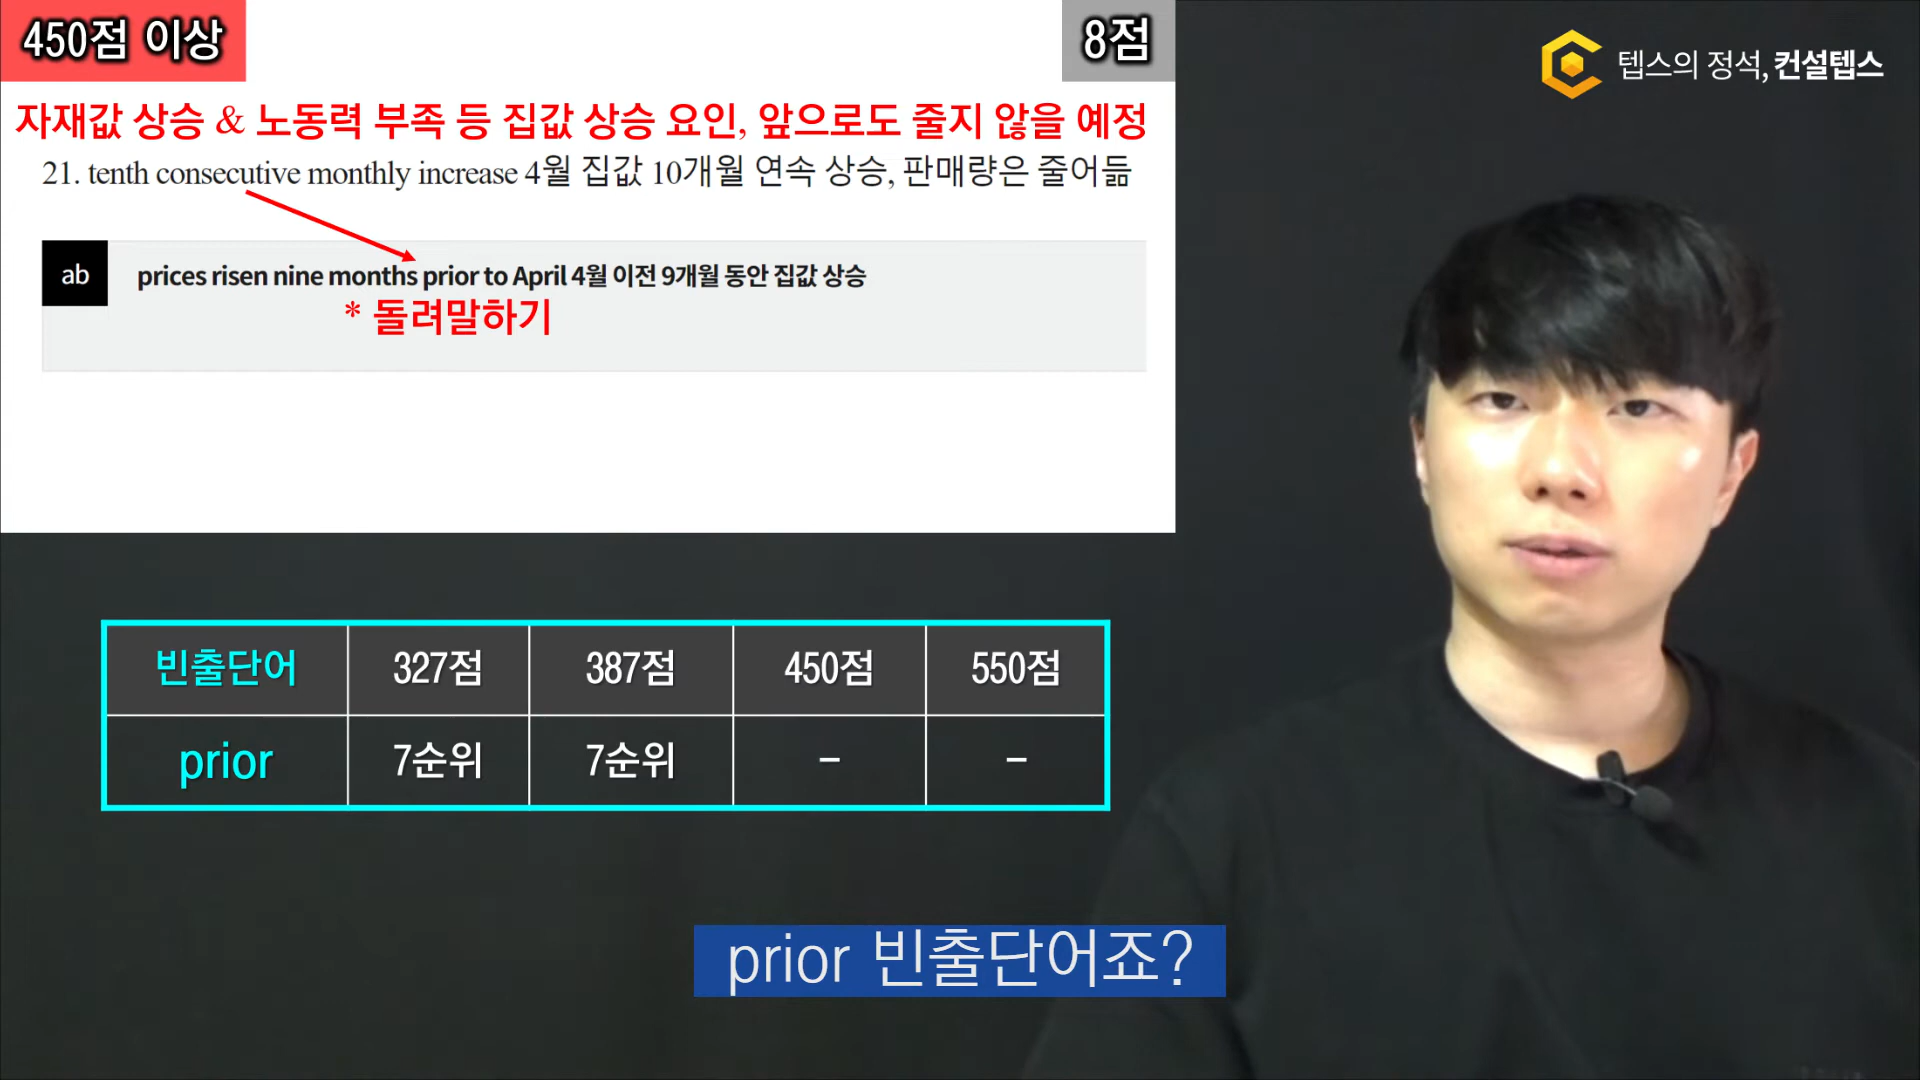 450점 이상
8점
텝스의 정석, 컨설텝스
자재값 상승 & 노동력 부족 등 집값 상승 요인, 앞으로도 줄지 않을 예정
21. tenth consecutive monthly increase 4월 집값 10개월 연속 상승, 판매량은 줄어듦
ab prices risen nine months prior to April 4월 이전 9개월 동안 집값 상승
* 돌려말하기
빈출단어 327점 387점 450점 550점
prior 7순위 7순위 – –
prior 빈출단어죠?